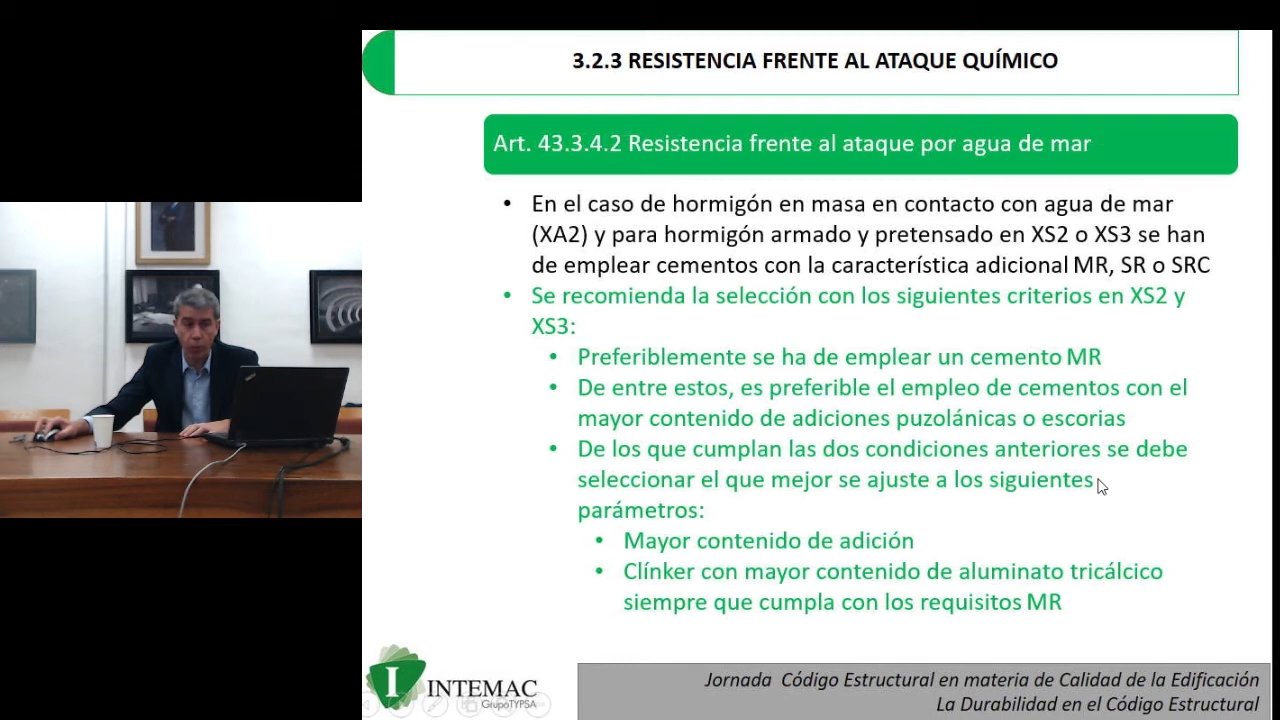 3.2.3 RESISTENCIA FRENTE AL ATAQUE QUÍMICO
Art. 43.3.4.2 Resistencia frente al ataque por agua de mar
• En el caso de hormigón en masa en contacto con agua de mar
(XA2) y para hormigón armado y pretensado en XS2 o XS3 se han
de emplear cementos con la característica adicional MR, SR o SRC
• Se recomienda la selección con los siguientes criterios en XS2 y
XS3:
• Preferiblemente se ha de emplear un cemento MR
• De entre estos, es preferible el empleo de cementos con el
mayor contenido de adiciones puzolánicas o escorias
• De los que cumplan las dos condiciones anteriores se debe
seleccionar el que mejor se ajuste a los siguientes
parámetros:
• Mayor contenido de adición
• Clínker con mayor contenido de aluminato tricálcico
siempre que cumpla con los requisitos MR
I INTEMAC
GrupoTYPSA
Jornada Código Estructural en materia de Calidad de la Edificación
La Durabilidad en el Código Estructural